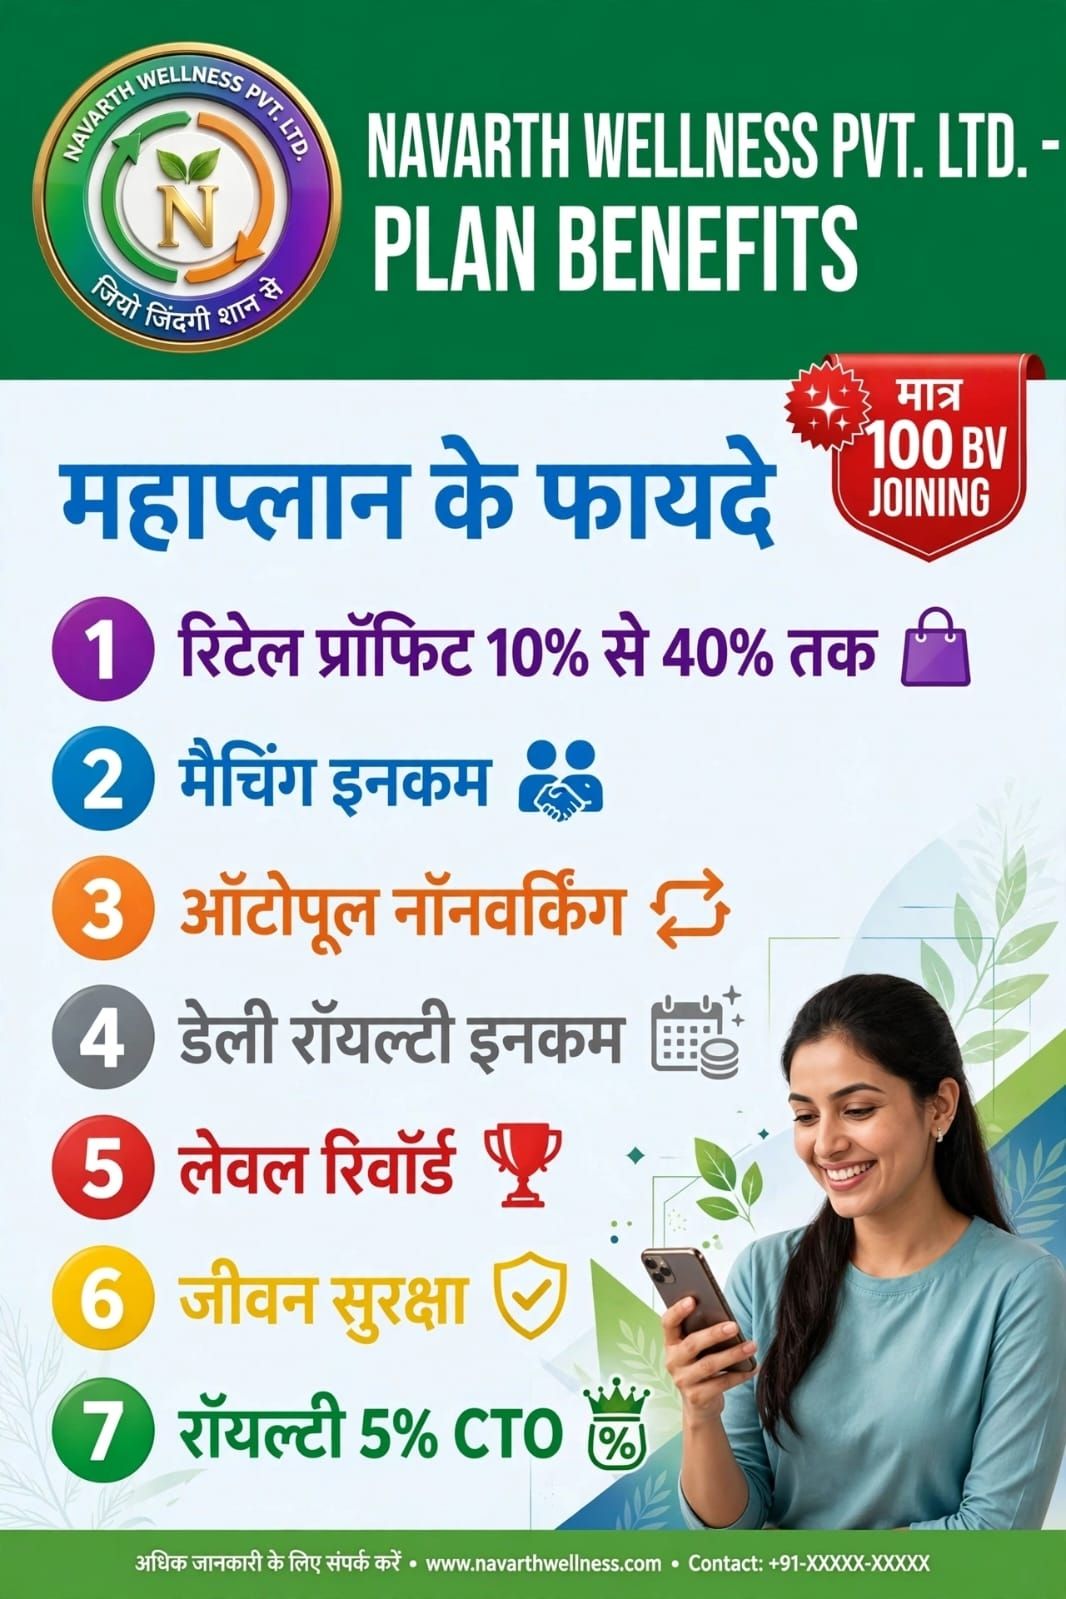 NAVARTH WELLNESS PVT. LTD.
N
जियो जिंदगी शान से
NAVARTH WELLNESS PVT. LTD. -
PLAN BENEFITS
मात्र
100 BV
JOINING
महाप्लान के फायदे
1 रिटेल प्रॉफिट 10% से 40% तक
2 मैचिंग इनकम
3 ऑटोपूल नॉनवर्किंग
4 डेली रॉयल्टी इनकम
5 लेवल रिवॉर्ड
6 जीवन सुरक्षा
7 रॉयल्टी 5% CTO %
अधिक जानकारी के लिए संपर्क करें • www.navarthwellness.com • Contact: +91-XXXXX-XXXXX